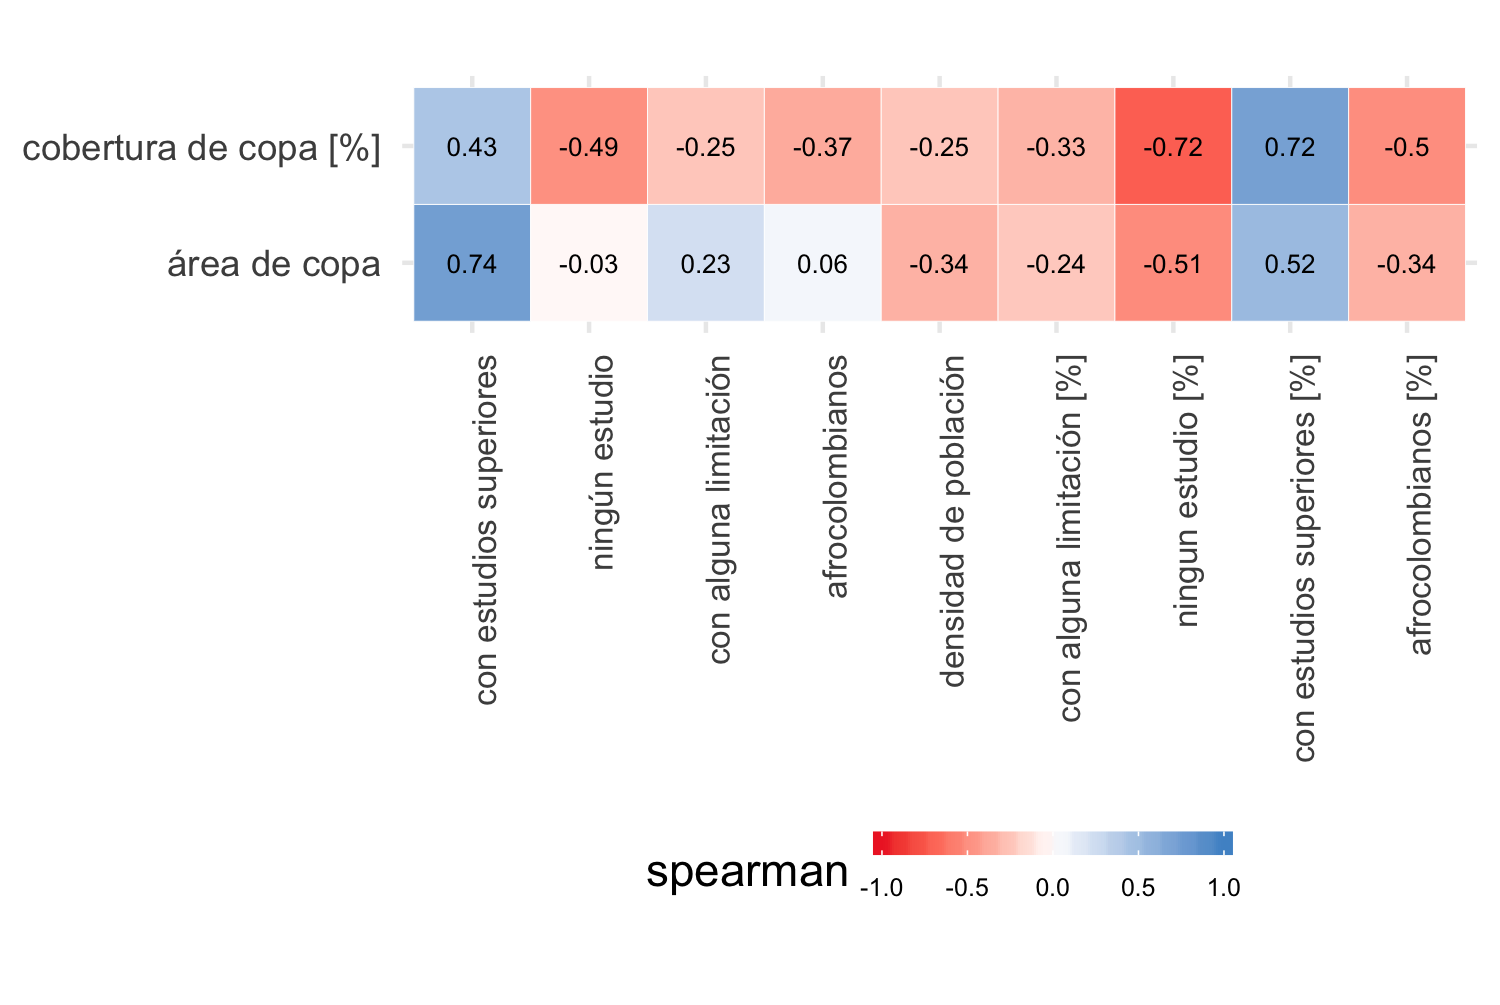 cobertura de copa [%]
0.43 -0.49 -0.25 -0.37 -0.25 -0.33 -0.72 0.72 -0.5
área de copa
0.74 -0.03 0.23 0.06 -0.34 -0.24 -0.51 0.52 -0.34
con estudios superiores
ningún estudio
con alguna limitación
afrocolombianos
densidad de población
con alguna limitación [%]
ningun estudio [%]
con estudios superiores [%]
afrocolombianos [%]
spearman
-1.0 -0.5 0.0 0.5 1.0